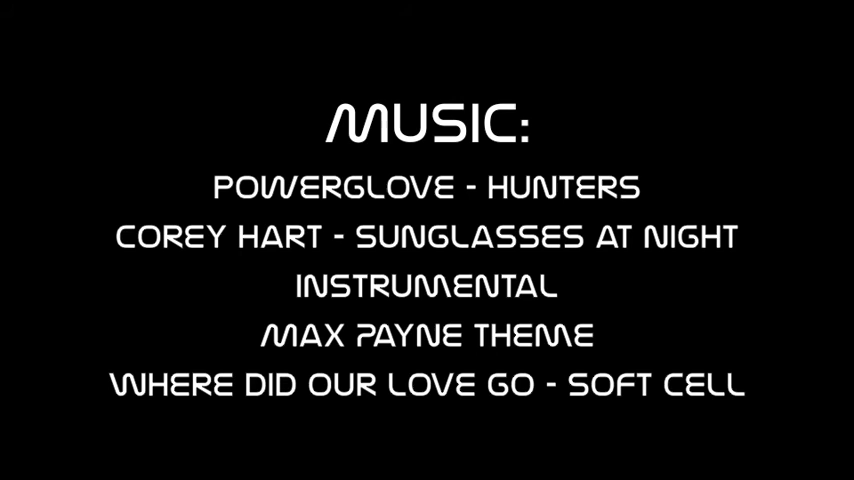 MUSIC:
POWERGLOVE - HUNTERS
COREY HART - SUNGLASSES AT NIGHT
INSTRUMENTAL
MAX PAYNE THEME
WHERE DID OUR LOVE GO - SOFT CELL